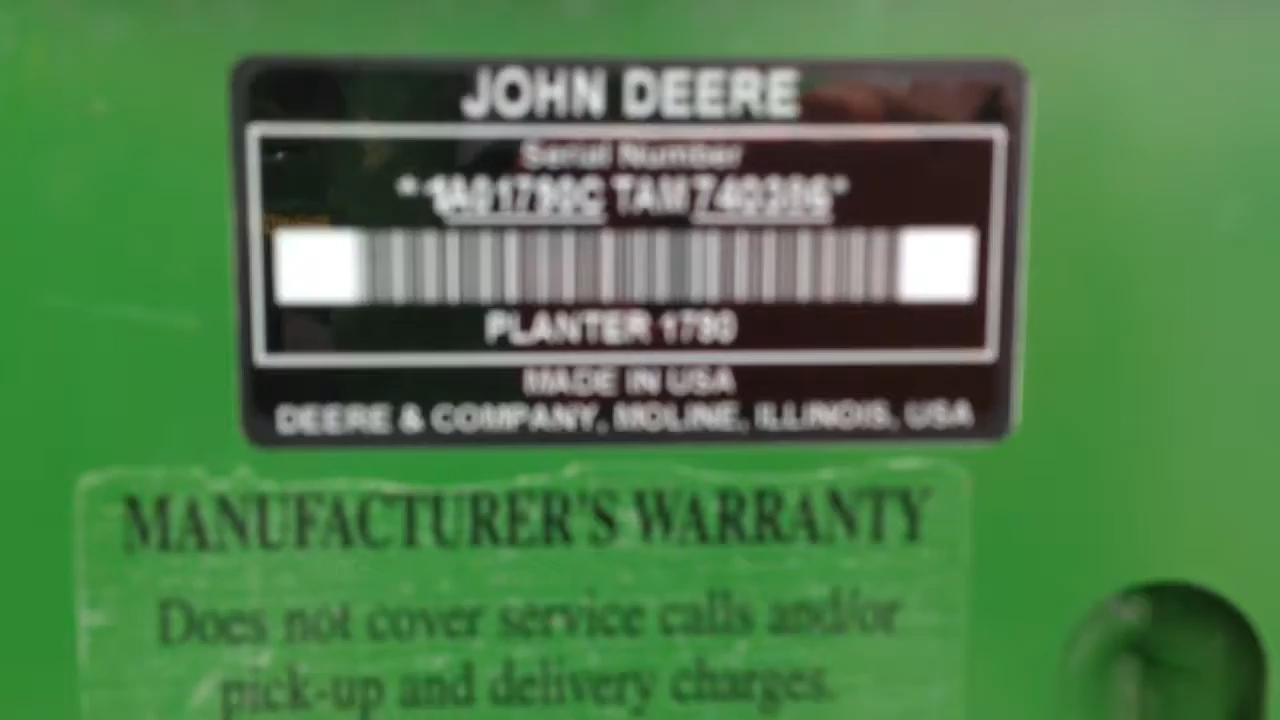 JOHN DEERE
Serial Number
PLANTER 1780
MADE IN USA
DEERE & COMPANY, MOLINE, ILLINOIS, USA
MANUFACTURER'S WARRANTY
Does not cover service calls and/or
pick-up and delivery charges.